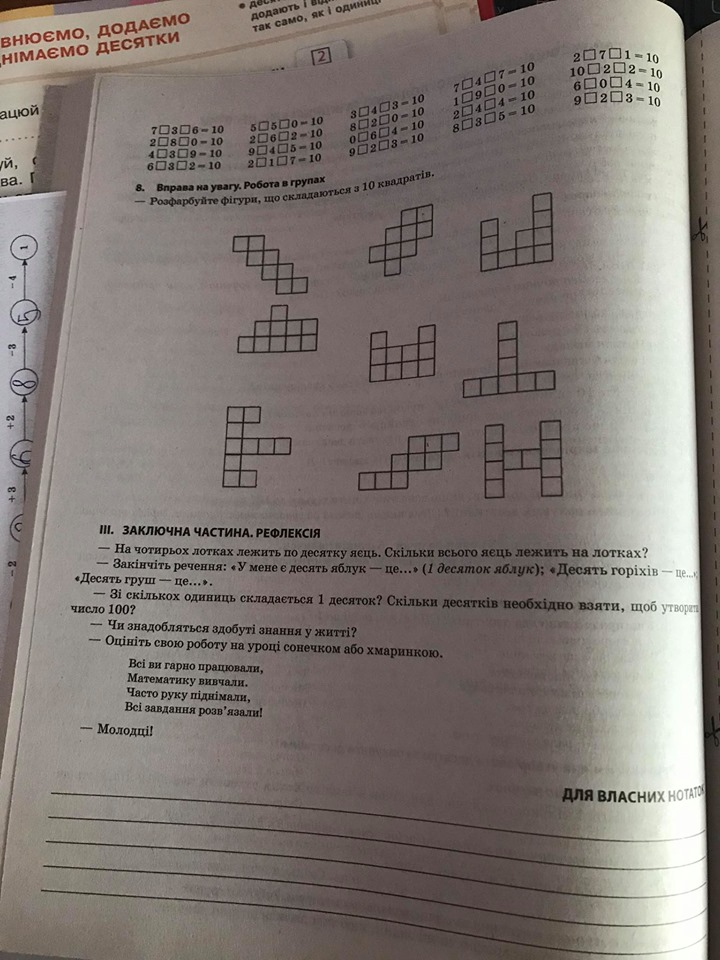 ВНЮЄМО, ДОДАЄМО
НІМАЄМО ДЕСЯТКИ
додають і
так само, як і одиниц
2
ацюй
уй,
ва.
7□3□6=10 5□5□0=10 3□4□3=10 7□4□7=10 2□7□1=10
2□8□0=10 2□6□2=10 8□2□0=10 1□9□0=10 10□2□2=10
4□3□9=10 9□4□5=10 0□6□4=10 2□4□4=10 6□0□4=10
6□3□2=10 2□1□7=10 9□2□3=10 8□3□5=10 9□2□3=10
8. Вправа на увагу. Робота в групах
— Розфарбуйте фігури, що складаються з 10 квадратів.
1
−4
5
−3
8
+2
6
+3
−2
III. ЗАКЛЮЧНА ЧАСТИНА. РЕФЛЕКСІЯ
— На чотирьох лотках лежить по десятку яєць. Скільки всього яєць лежить на лотках?
— Закінчіть речення: «У мене є десять яблук — це...» (1 десяток яблук); «Десять горіхів — це...»;
«Десять груш — це...».
— Зі скількох одиниць складається 1 десяток? Скільки десятків необхідно взяти, щоб утворити
число 100?
— Чи знадобляться здобуті знання у житті?
— Оцініть свою роботу на уроці сонечком або хмаринкою.
Всі ви гарно працювали,
Математику вивчали.
Часто руку піднімали,
Всі завдання розв'язали!
— Молодці!
ДЛЯ ВЛАСНИХ НОТАТОК